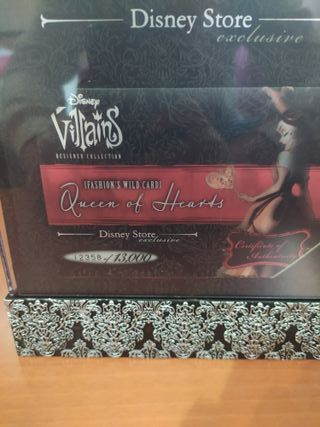 Disney Store
exclusive
Disney
Villains
DESIGNER COLLECTION
{FASHION'S WILD CARD}
Queen of Hearts
Disney Store
exclusive
12358 of 13,000
Certificate of
Authenticity